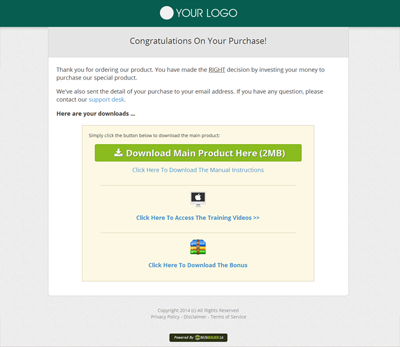 YOUR LOGO
Congratulations On Your Purchase!
Thank you for ordering our product. You have made the RIGHT decision by investing your money to
purchase our special product.
We've also sent the detail of your purchase to your email address. If you have any question, please
contact our support desk.
Here are your downloads ...
Simply click the button below to download the main product:
Download Main Product Here (2MB)
Click Here To Download The Manual Instructions
Click Here To Access The Training Videos >>
Click Here To Download The Bonus
Copyright 2014 (c) All Rights Reserved
Privacy Policy - Disclaimer - Terms of Service
Powered By